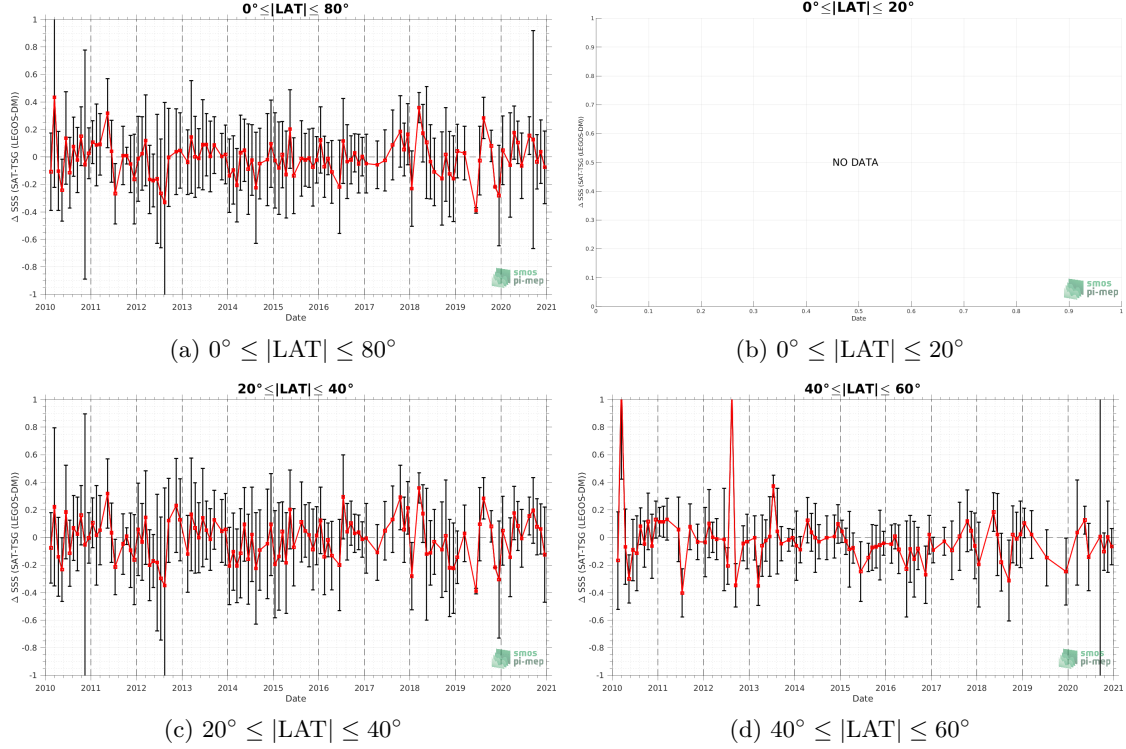 0°≤|LAT|≤ 80°
Δ SSS (SAT-TSG (LEGOS-DM))
1
0.8
0.6
0.4
0.2
0
-0.2
-0.4
-0.6
-0.8
-1
2010 2011 2012 2013 2014 2015 2016 2017 2018 2019 2020 2021
Date
smos
pi-mep
(a) 0° ≤ |LAT| ≤ 80°
0°≤|LAT|≤ 20°
Δ SSS (SAT-TSG (LEGOS-DM))
1
0.9
0.8
0.7
0.6
0.5
0.4
0.3
0.2
0.1
0
NO DATA
0 0.1 0.2 0.3 0.4 0.5 0.6 0.7 0.8 0.9 1
Date
smos
pi-mep
(b) 0° ≤ |LAT| ≤ 20°
20°≤|LAT|≤ 40°
Δ SSS (SAT-TSG (LEGOS-DM))
1
0.8
0.6
0.4
0.2
0
-0.2
-0.4
-0.6
-0.8
-1
2010 2011 2012 2013 2014 2015 2016 2017 2018 2019 2020 2021
Date
smos
pi-mep
(c) 20° ≤ |LAT| ≤ 40°
40°≤|LAT|≤ 60°
Δ SSS (SAT-TSG (LEGOS-DM))
1
0.8
0.6
0.4
0.2
0
-0.2
-0.4
-0.6
-0.8
-1
2010 2011 2012 2013 2014 2015 2016 2017 2018 2019 2020 2021
Date
smos
pi-mep
(d) 40° ≤ |LAT| ≤ 60°